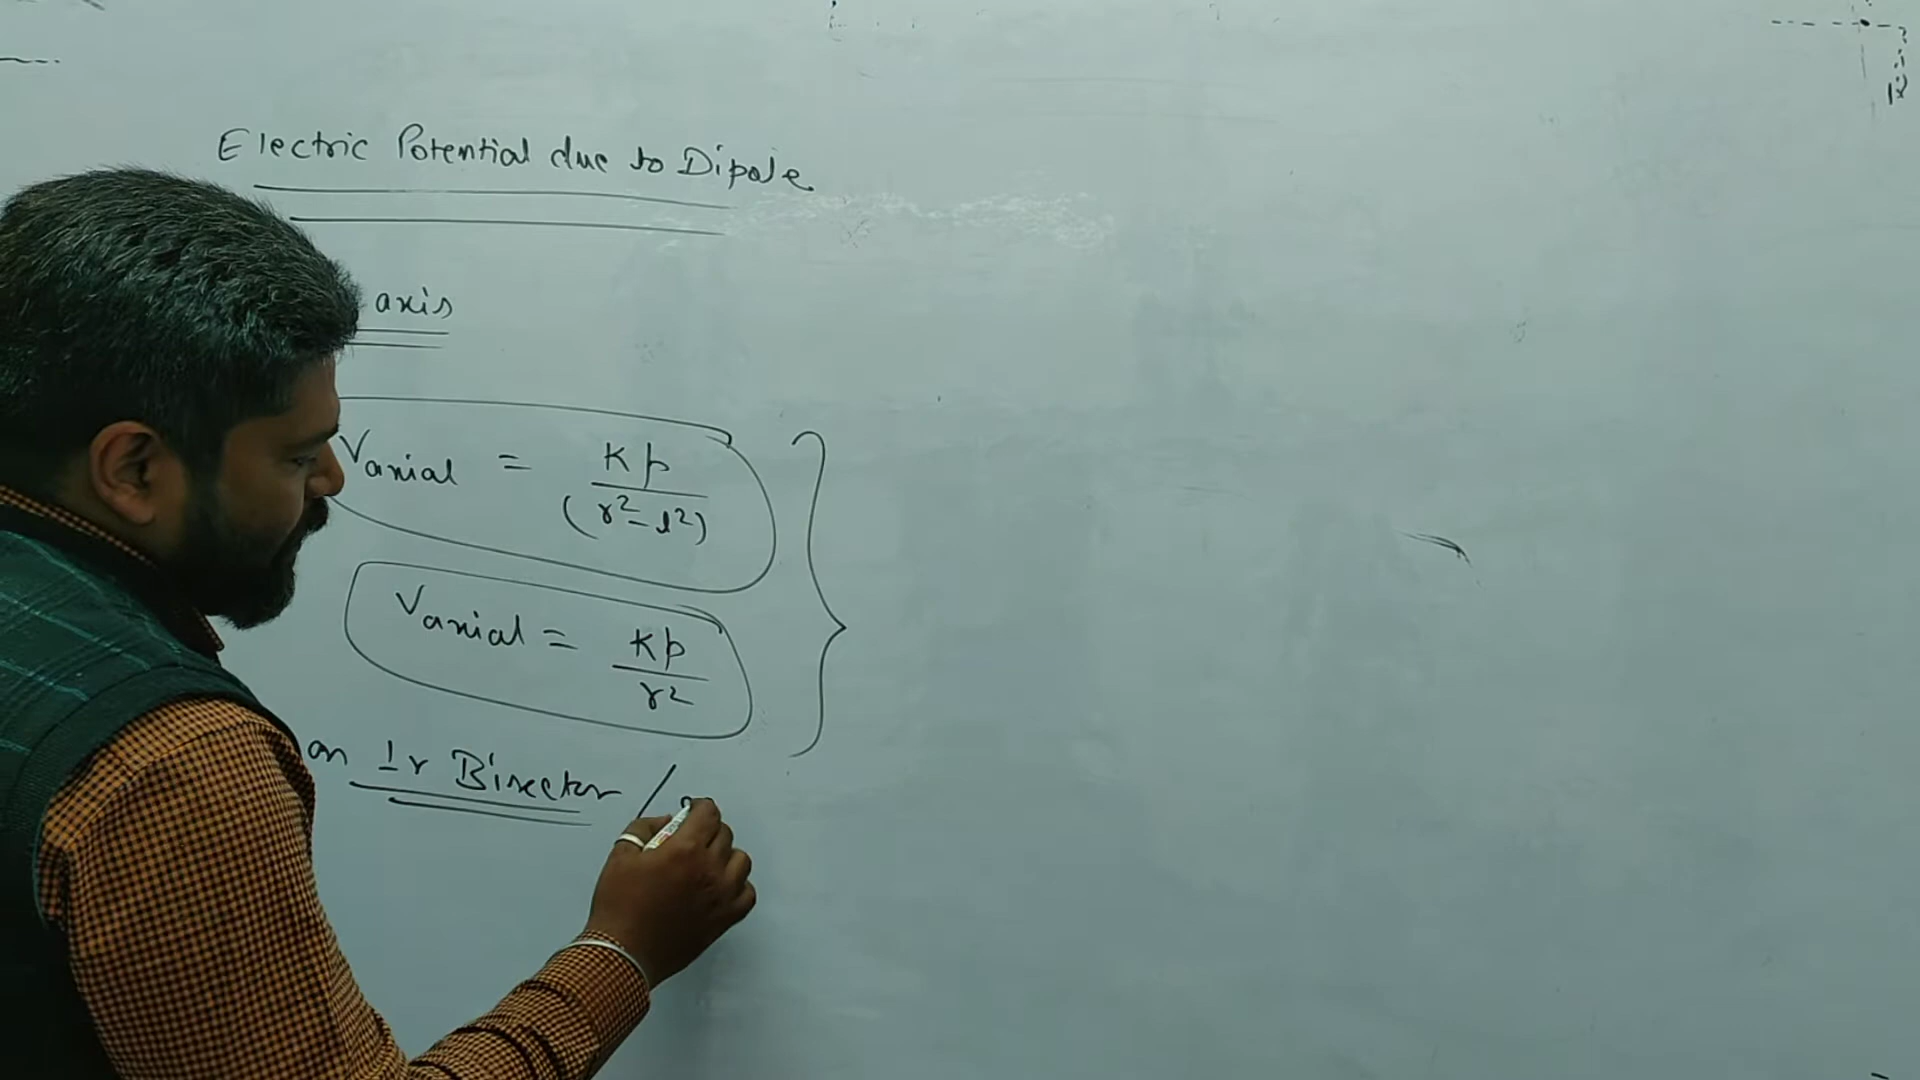 Electric Potential due to Dipole
axis
Vaxial = kp/(r²-l²)
Vaxial = kp/r²
on ⊥r Bisector /